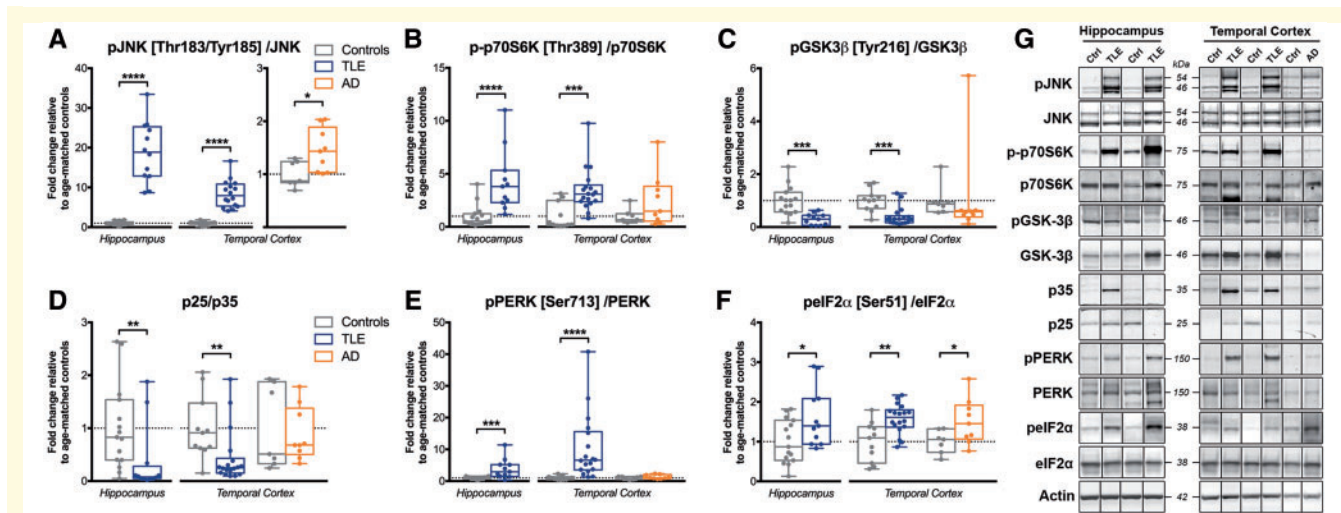 A
pJNK [Thr183/Tyr185] /JNK
Fold change relative
to age-matched controls
40
30
20
10
0
3
2
1
0
****
****
*
Controls
TLE
AD
Hippocampus
Temporal Cortex
B
p-p70S6K [Thr389] /p70S6K
Fold change relative
to age-matched controls
15
10
5
0
****
***
Hippocampus
Temporal Cortex
C
pGSK3β [Tyr216] /GSK3β
Fold change relative
to age-matched controls
6
4
2
0
***
***
Hippocampus
Temporal Cortex
D
p25/p35
Fold change relative
to age-matched controls
3
2
1
0
**
**
Controls
TLE
AD
Hippocampus
Temporal Cortex
E
pPERK [Ser713] /PERK
Fold change relative
to age-matched controls
50
40
30
20
10
0
***
****
Hippocampus
Temporal Cortex
F
peIF2α [Ser51] /eIF2α
Fold change relative
to age-matched controls
4
3
2
1
0
*
**
*
Hippocampus
Temporal Cortex
G
Hippocampus Temporal Cortex
Ctrl TLE Ctrl TLE kDa Ctrl TLE Ctrl TLE Ctrl AD
pJNK 54
46
JNK 54
46
p-p70S6K 75
p70S6K 75
pGSK-3β 46
GSK-3β 46
p35 35
p25 25
pPERK 150
PERK 150
peIF2α 38
eIF2α 38
Actin 42